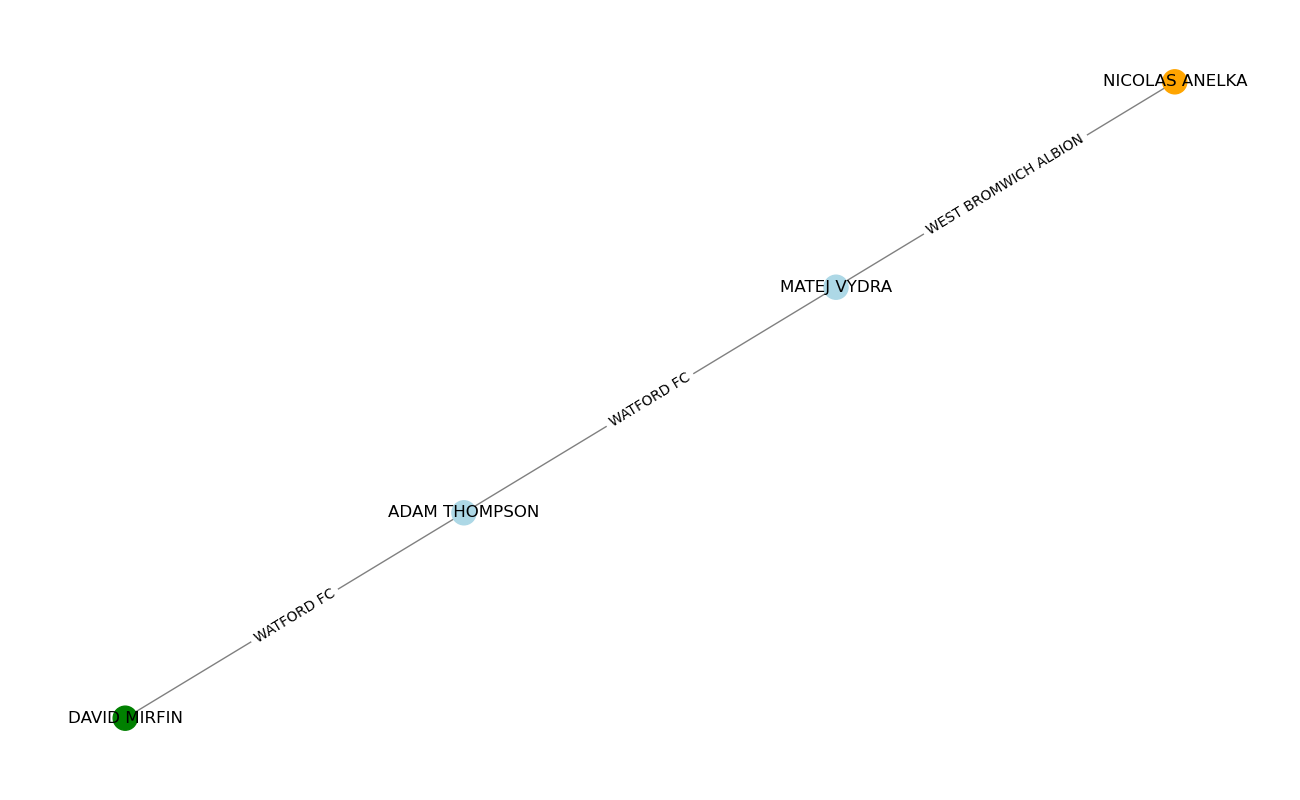 NICOLAS ANELKA
WEST BROMWICH ALBION
MATEJ VYDRA
WATFORD FC
ADAM THOMPSON
WATFORD FC
DAVID MIRFIN